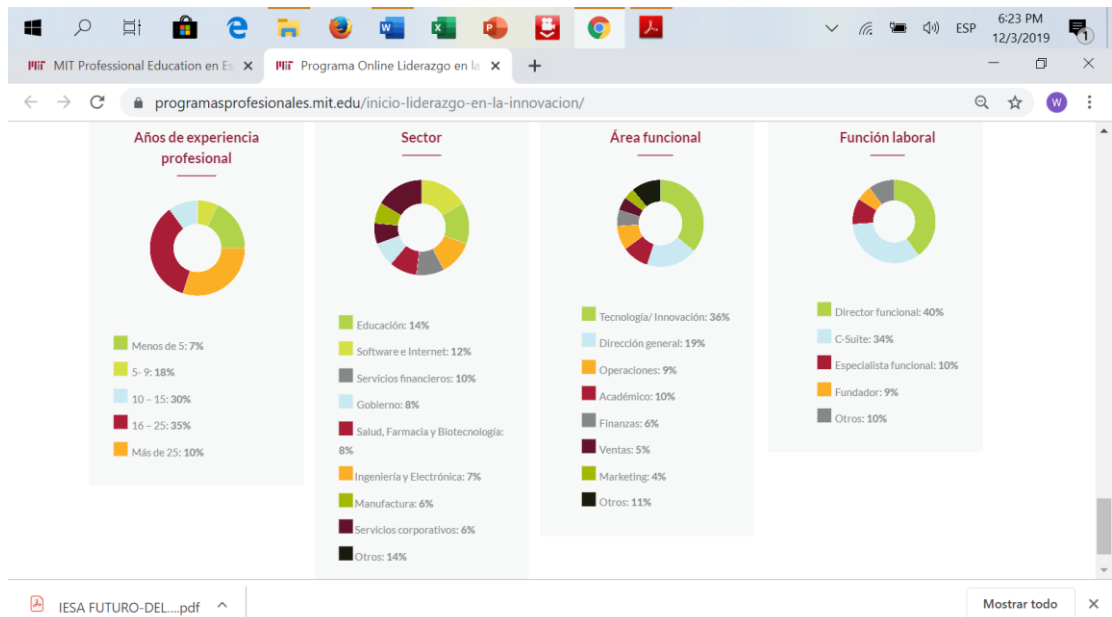 ESP
6:23 PM
12/3/2019
1
MIT Professional Education en Es
Programa Online Liderazgo en la
programasprofesionales.mit.edu/inicio-liderazgo-en-la-innovacion/
W
Años de experiencia
profesional
Menos de 5: 7%
5- 9: 18%
10 – 15: 30%
16 – 25: 35%
Más de 25: 10%
Sector
Educación: 14%
Software e Internet: 12%
Servicios financieros: 10%
Gobierno: 8%
Salud, Farmacia y Biotecnología:
8%
Ingeniería y Electrónica: 7%
Manufactura: 6%
Servicios corporativos: 6%
Otros: 14%
Área funcional
Tecnología/ Innovación: 36%
Dirección general: 19%
Operaciones: 9%
Académico: 10%
Finanzas: 6%
Ventas: 5%
Marketing: 4%
Otros: 11%
Función laboral
Director funcional: 40%
C-Suite: 34%
Especialista funcional: 10%
Fundador: 9%
Otros: 10%
IESA FUTURO-DEL....pdf
Mostrar todo